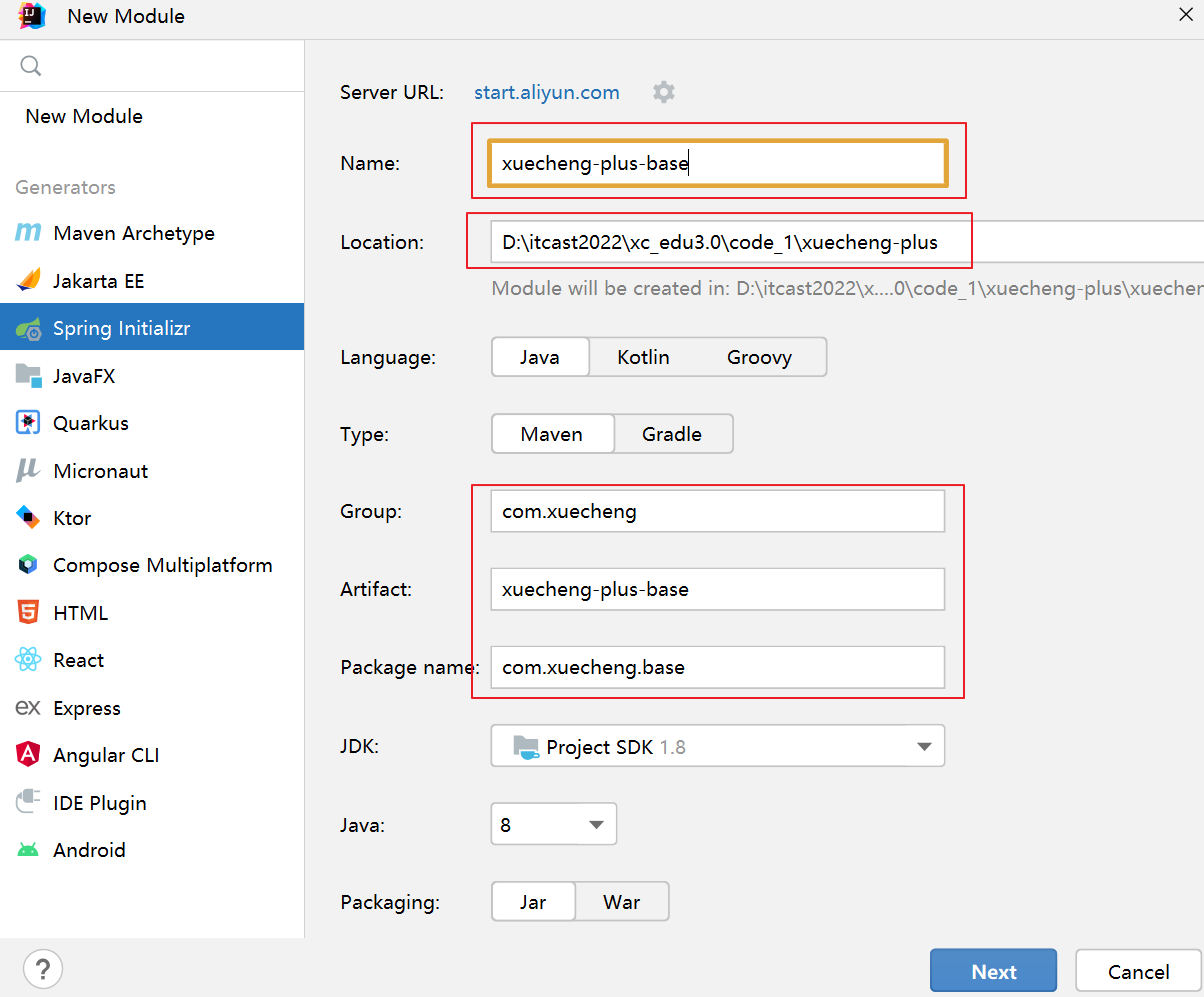 New Module
New Module
Generators
Maven Archetype
Jakarta EE
Spring Initializr
JavaFX
Quarkus
Micronaut
Ktor
Compose Multiplatform
HTML
React
ex Express
Angular CLI
IDE Plugin
Android
Server URL: start.aliyun.com
Name: xuecheng-plus-base
Location: D:\itcast2022\xc_edu3.0\code_1\xuecheng-plus
Module will be created in: D:\itcast2022\x....0\code_1\xuecheng-plus\xuecher
Language: Java Kotlin Groovy
Type: Maven Gradle
Group: com.xuecheng
Artifact: xuecheng-plus-base
Package name: com.xuecheng.base
JDK: Project SDK 1.8
Java: 8
Packaging: Jar War
? Next Cancel